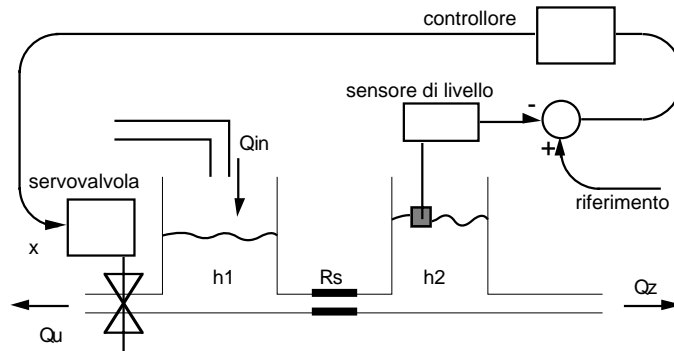 controllore
sensore di livello
-
Qin
+
servovalvola
riferimento
x
h1
Rs
h2
Qz
Qu